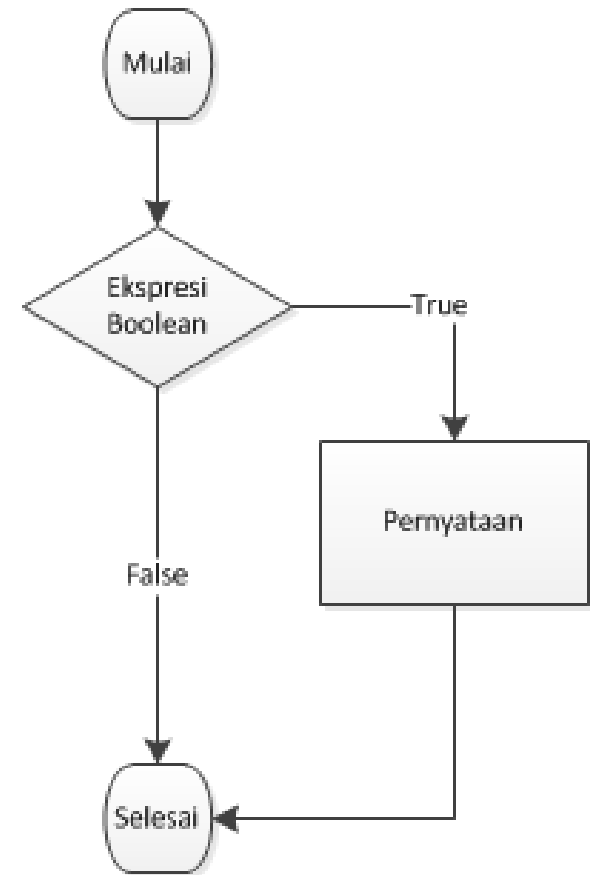 Mulai
Ekspresi
Boolean
True
Pernyataan
False
Selesai